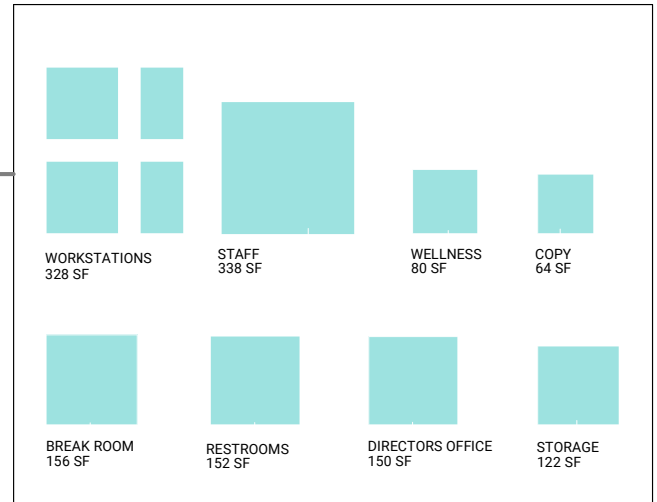 WORKSTATIONS
328 SF
STAFF
338 SF
WELLNESS
80 SF
COPY
64 SF
BREAK ROOM
156 SF
RESTROOMS
152 SF
DIRECTORS OFFICE
150 SF
STORAGE
122 SF